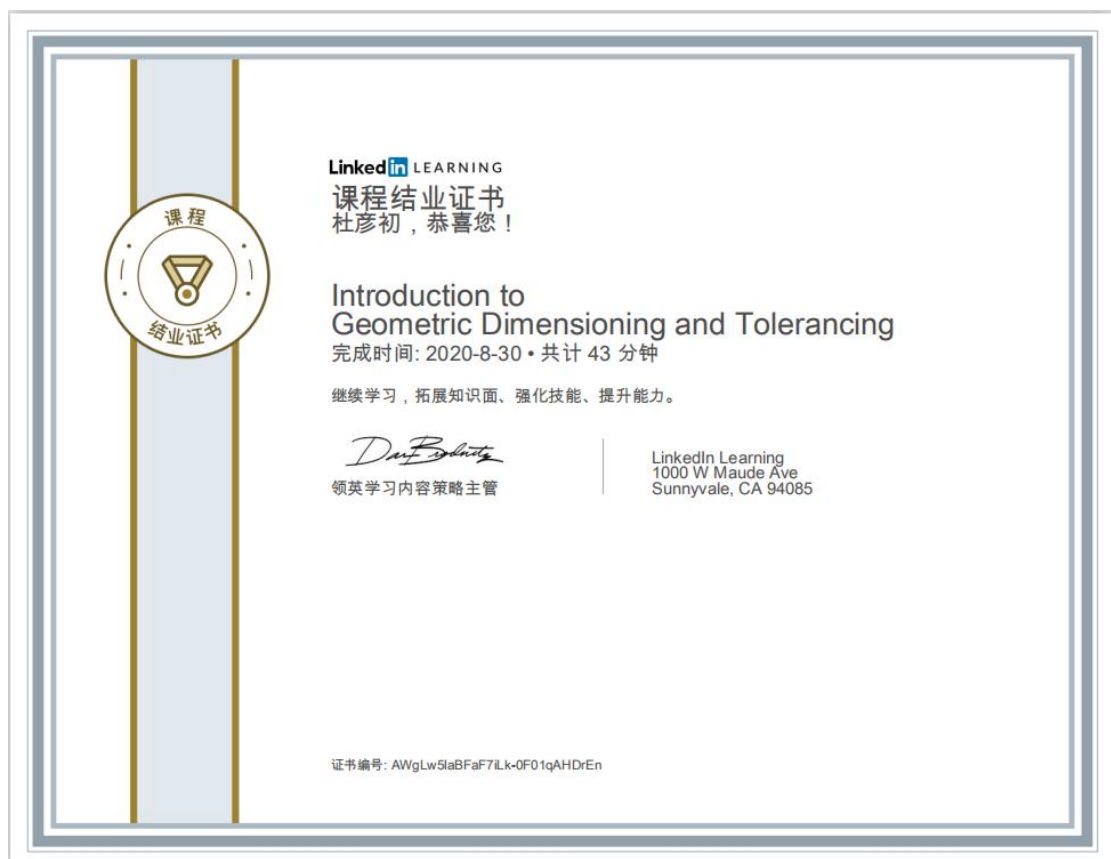 课程
结业证书
Linked in LEARNING
课程结业证书
杜彦初，恭喜您！
Introduction to
Geometric Dimensioning and Tolerancing
完成时间: 2020-8-30 • 共计 43 分钟
继续学习，拓展知识面、强化技能、提升能力。
领英学习内容策略主管
LinkedIn Learning
1000 W Maude Ave
Sunnyvale, CA 94085
证书编号: AWgLw5IaBFaF7iLk-0F01qAHDrEn